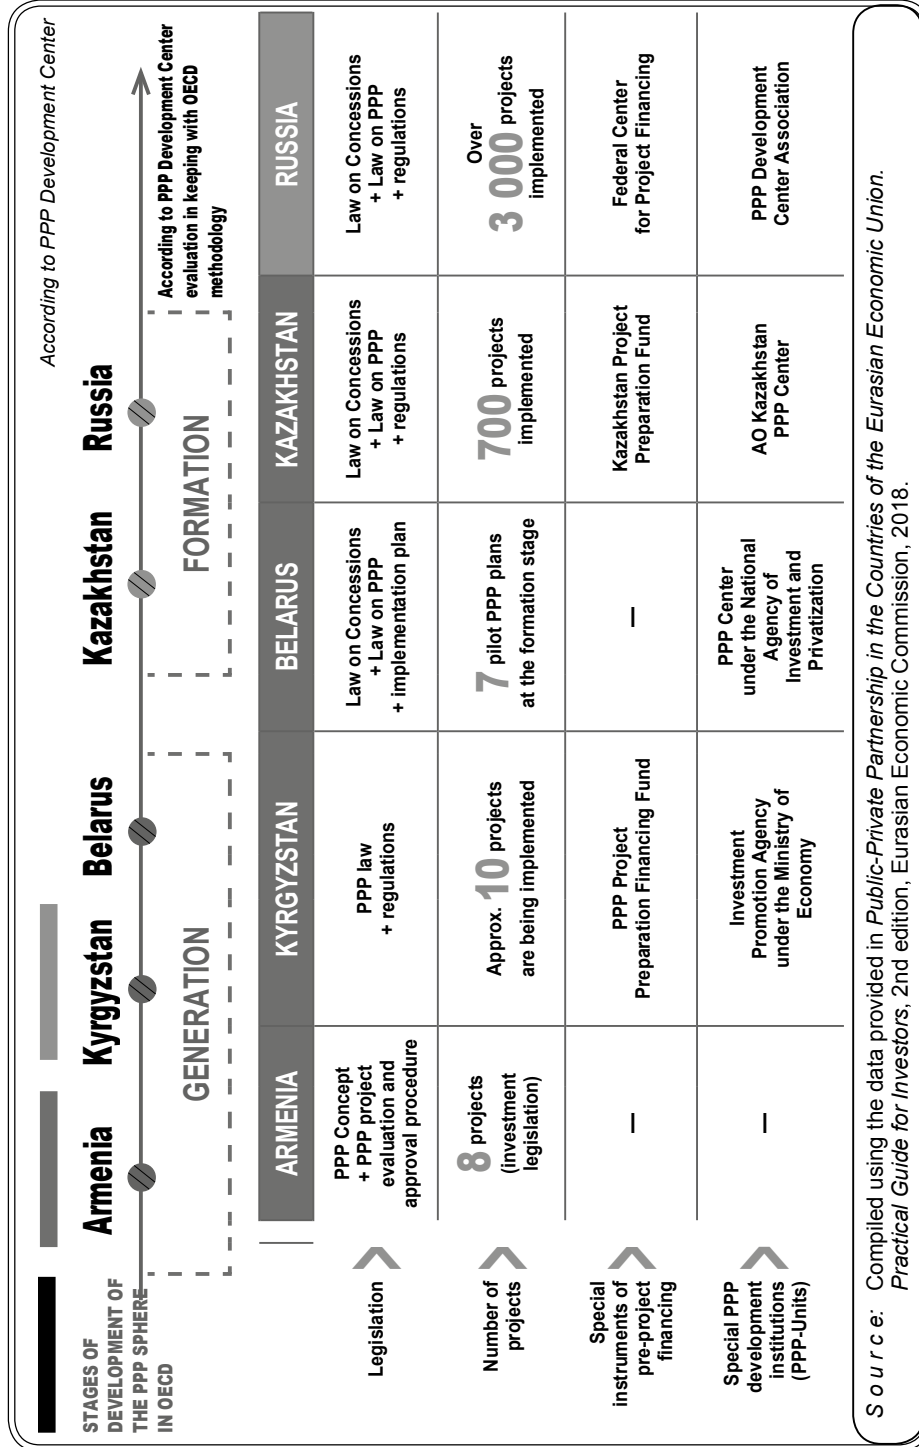 According to PPP Development Center
STAGES OF
DEVELOPMENT OF
THE PPP SPHERE
IN OECD
Armenia
Kyrgyzstan
Belarus
Kazakhstan
Russia
GENERATION
FORMATION
According to PPP Development Center
evaluation in keeping with OECD
methodology
ARMENIA
KYRGYZSTAN
BELARUS
KAZAKHSTAN
RUSSIA
Legislation
PPP Concept
+ PPP project
evaluation and
approval procedure
PPP law
+ regulations
Law on Concessions
+ Law on PPP
+ implementation plan
Law on Concessions
+ Law on PPP
+ regulations
Law on Concessions
+ Law on PPP
+ regulations
Number of
projects
8 projects
(investment
legislation)
Approx. 10 projects
are being implemented
7 pilot PPP plans
at the formation stage
700 projects
implemented
Over
3 000 projects
implemented
Special
instruments of
pre-project
financing
—
PPP Project
Preparation Financing Fund
—
Kazakhstan Project
Preparation Fund
Federal Center
for Project Financing
Special PPP
development
institutions
(PPP-Units)
—
Investment
Promotion Agency
under the Ministry of
Economy
PPP Center
under the National
Agency of
Investment and
Privatization
AO Kazakhstan
PPP Center
PPP Development
Center Association
Source: Compiled using the data provided in Public-Private Partnership in the Countries of the Eurasian Economic Union.
Practical Guide for Investors, 2nd edition, Eurasian Economic Commission, 2018.